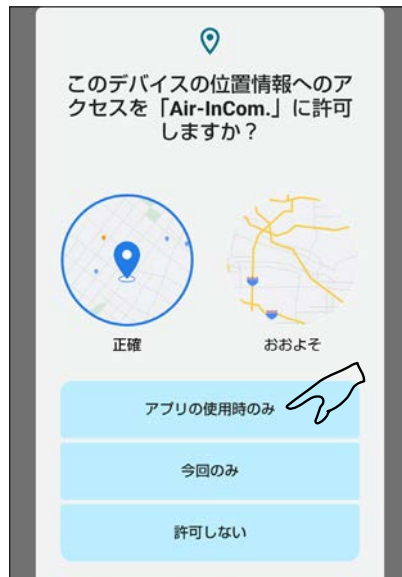 このデバイスの位置情報へのア
クセスを「Air-InCom.」に許可
しますか？
正確
おおよそ
アプリの使用時のみ
今回のみ
許可しない